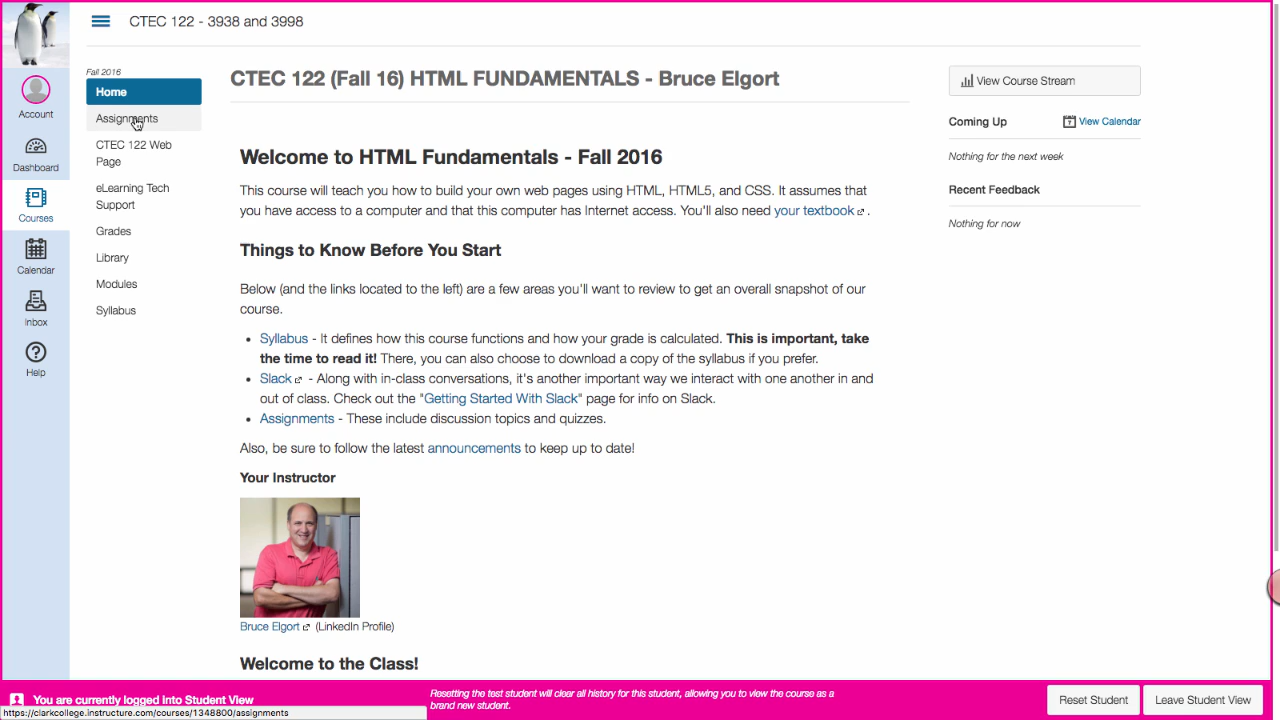 CTEC 122 - 3938 and 3998
Account
Dashboard
Courses
Calendar
Inbox
Help
Fall 2016
Home
Assignments
CTEC 122 Web
Page
eLearning Tech
Support
Grades
Library
Modules
Syllabus
CTEC 122 (Fall 16) HTML FUNDAMENTALS - Bruce Elgort
Welcome to HTML Fundamentals - Fall 2016
This course will teach you how to build your own web pages using HTML, HTML5, and CSS. It assumes that
you have access to a computer and that this computer has Internet access. You'll also need your textbook .
Things to Know Before You Start
Below (and the links located to the left) are a few areas you'll want to review to get an overall snapshot of our
course.
• Syllabus - It defines how this course functions and how your grade is calculated. This is important, take
the time to read it! There, you can also choose to download a copy of the syllabus if you prefer.
• Slack - Along with in-class conversations, it's another important way we interact with one another in and
out of class. Check out the "Getting Started With Slack" page for info on Slack.
• Assignments - These include discussion topics and quizzes.
Also, be sure to follow the latest announcements to keep up to date!
Your Instructor
Bruce Elgort (LinkedIn Profile)
Welcome to the Class!
View Course Stream
Coming Up
7 View Calendar
Nothing for the next week
Recent Feedback
Nothing for now
You are currently logged into Student View
Resetting the test student will clear all history for this student, allowing you to view the course as a
brand new student.
Reset Student
Leave Student View
https://clarkcollege.instructure.com/courses/1348800/assignments